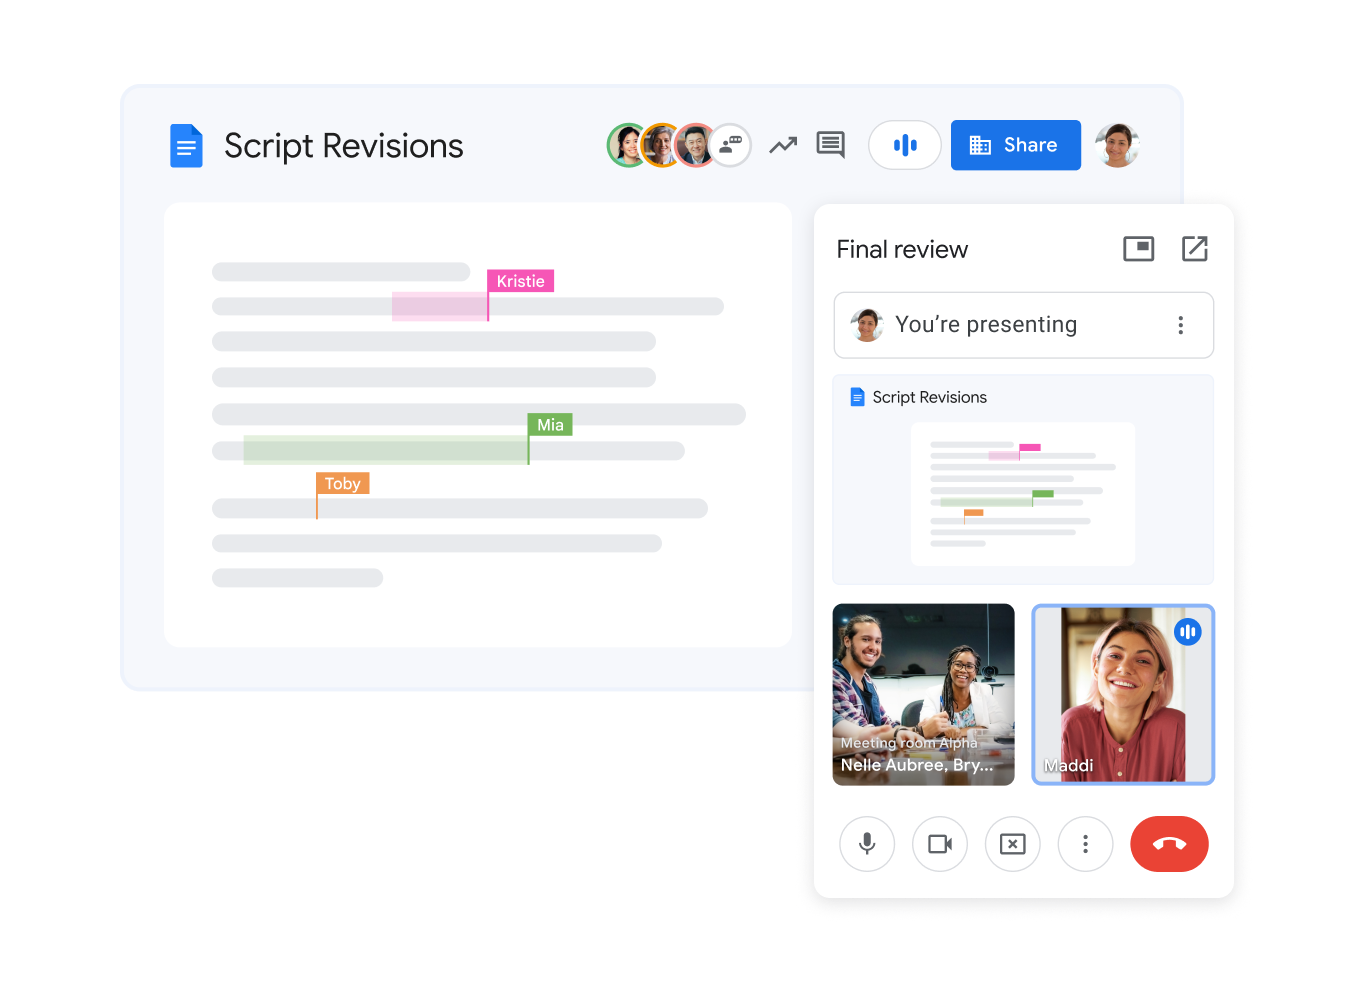 Script Revisions
Share
Kristie
Mia
Toby
Final review
You’re presenting
Script Revisions
Meeting room Alpha
Nelle Aubree, Bry...
Maddi